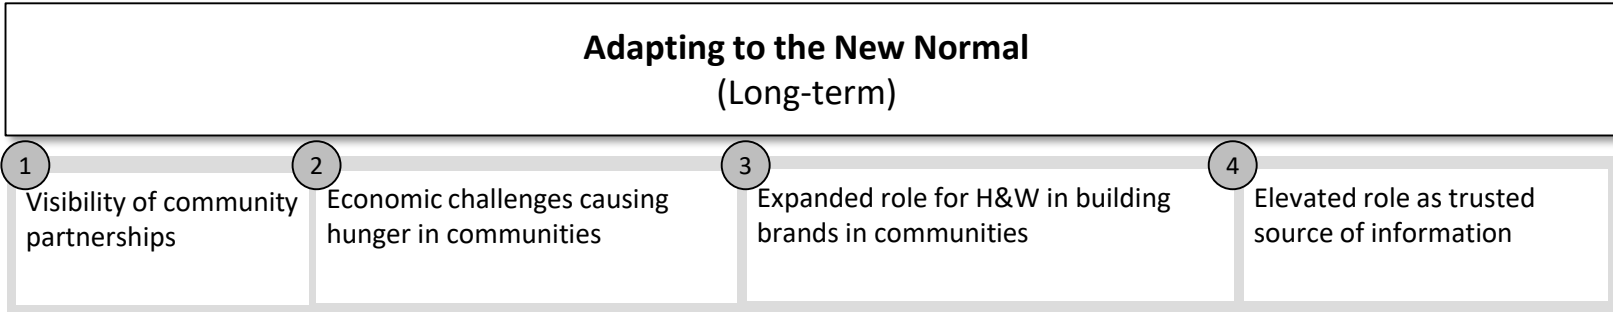 Adapting to the New Normal
(Long-term)
1
Visibility of community
partnerships
2
Economic challenges causing
hunger in communities
3
Expanded role for H&W in building
brands in communities
4
Elevated role as trusted
source of information